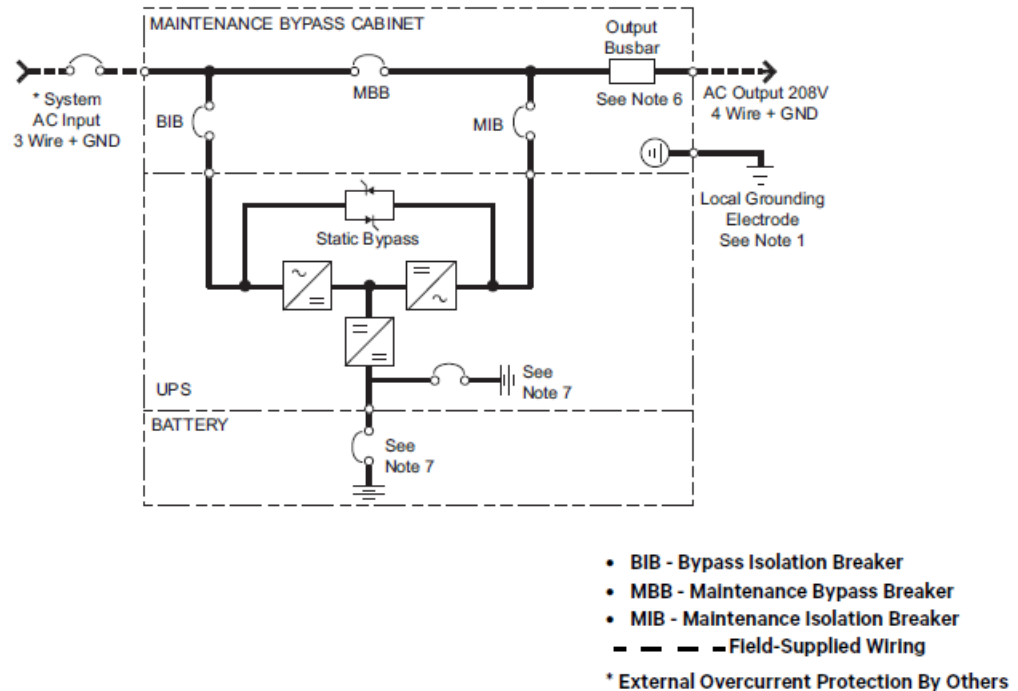 MAINTENANCE BYPASS CABINET
Output
Busbar
MBB
See Note 6
AC Output 208V
4 Wire + GND
* System
AC Input
3 Wire + GND
BIB
MIB
Local Grounding
Electrode
See Note 1
Static Bypass
See
Note 7
UPS
BATTERY
See
Note 7
• BIB - Bypass Isolation Breaker
• MBB - Maintenance Bypass Breaker
• MIB - Maintenance Isolation Breaker
Field-Supplied Wiring
* External Overcurrent Protection By Others